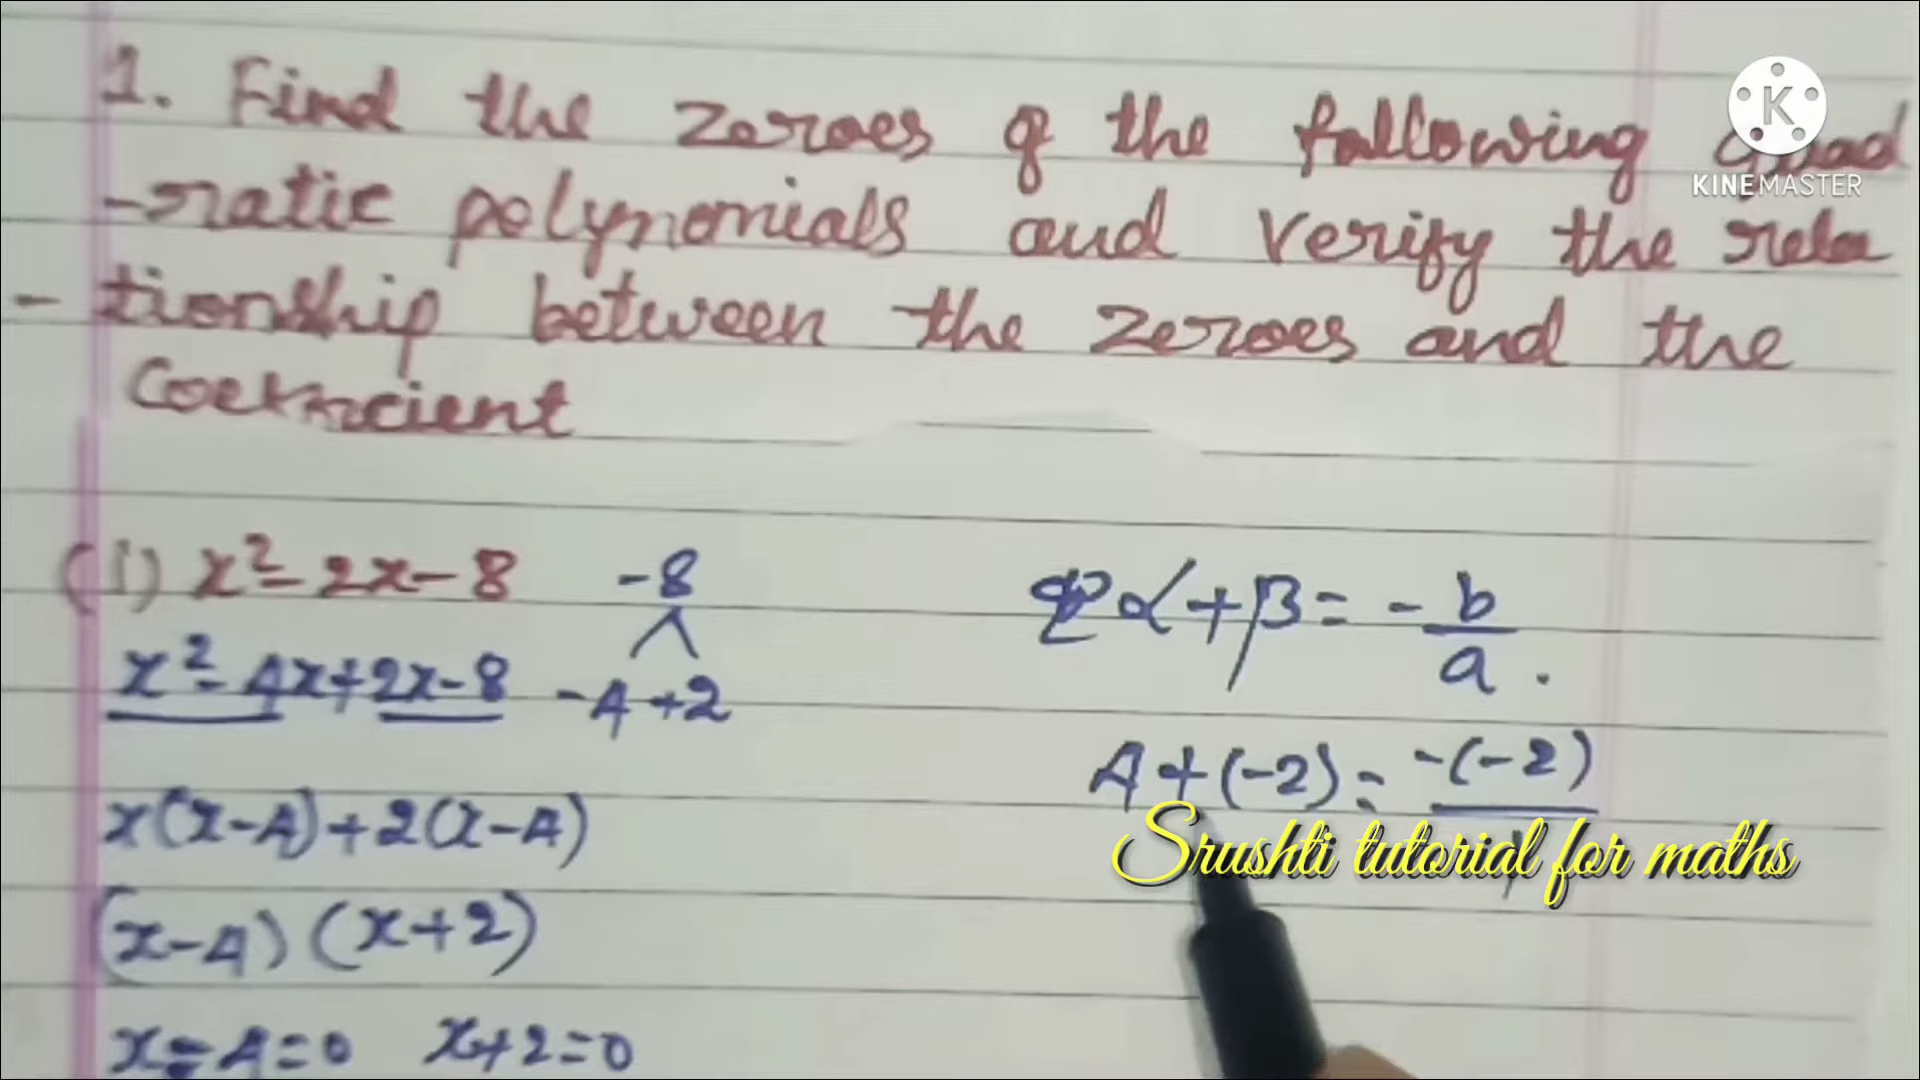 1. Find the zeroes of the following quad
-ratic polynomials and verify the rela
- tionship between the zeroes and the
Coefficient
KINEMASTER
(i) x² - 2x - 8
-8
x² - 4x + 2x - 8
-4 +2
x(x-4)+2(x-4)
(x-4) (x+2)
x-4=0 x+2=0
α+β = - b/a .
4+(-2) = -(-2)/1
Srushti tutorial for maths